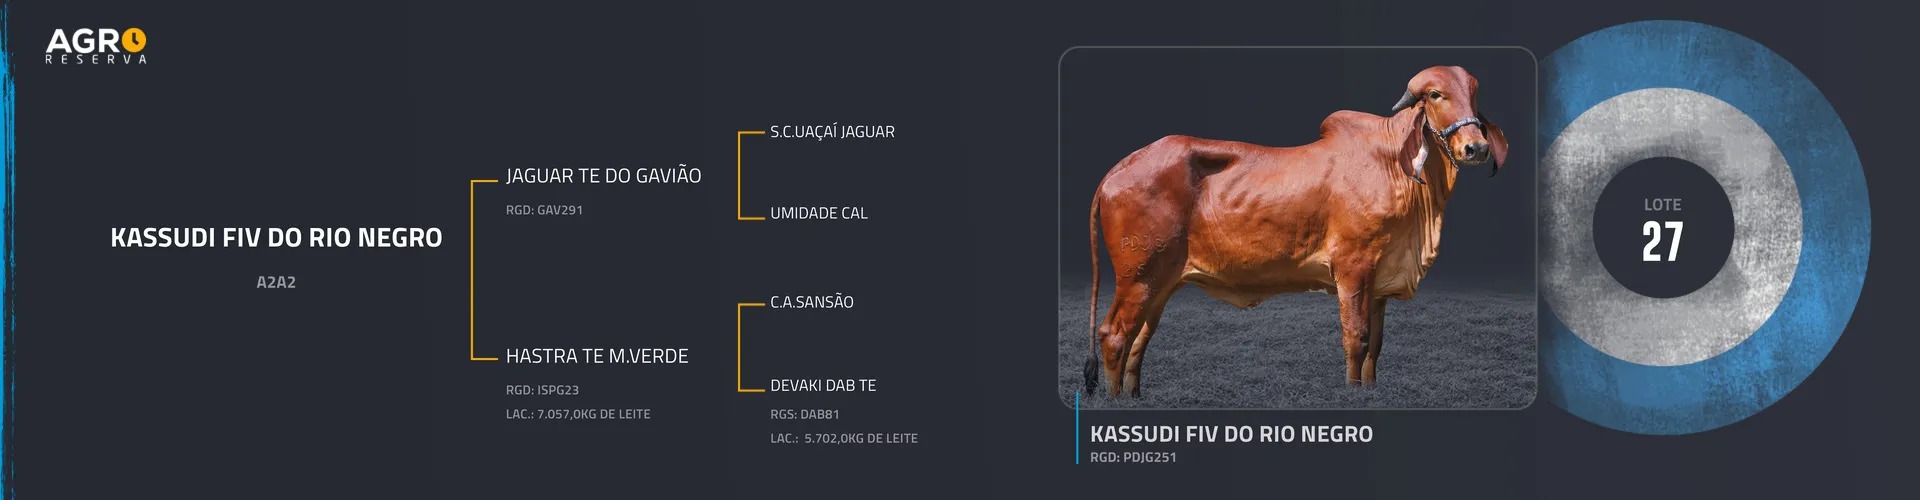 AGRO
RESERVA
KASSUDI FIV DO RIO NEGRO
A2A2
JAGUAR TE DO GAVIÃO
RGD: GAV291
HASTRA TE M.VERDE
RGD: ISPG23
LAC.: 7.057,0KG DE LEITE
S.C.UAÇAÍ JAGUAR
UMIDADE CAL
C.A.SANSÃO
DEVAKI DAB TE
RGS: DAB81
LAC.: 5.702,0KG DE LEITE
KASSUDI FIV DO RIO NEGRO
RGD: PDJG251
LOTE
27